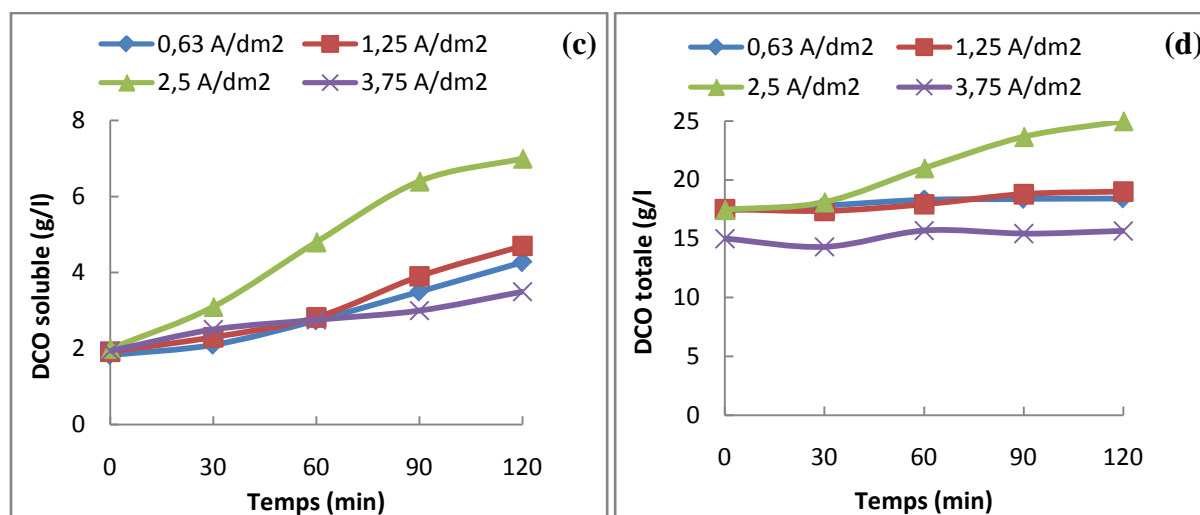 (c)
0,63 A/dm2 1,25 A/dm2
2,5 A/dm2 3,75 A/dm2
8
6
4
2
0
DCO soluble (g/l)
0 30 60 90 120
Temps (min)
(d)
0,63 A/dm2 1,25 A/dm2
2,5 A/dm2 3,75 A/dm2
25
20
15
10
5
0
DCO totale (g/l)
0 30 60 90 120
Temps (min)